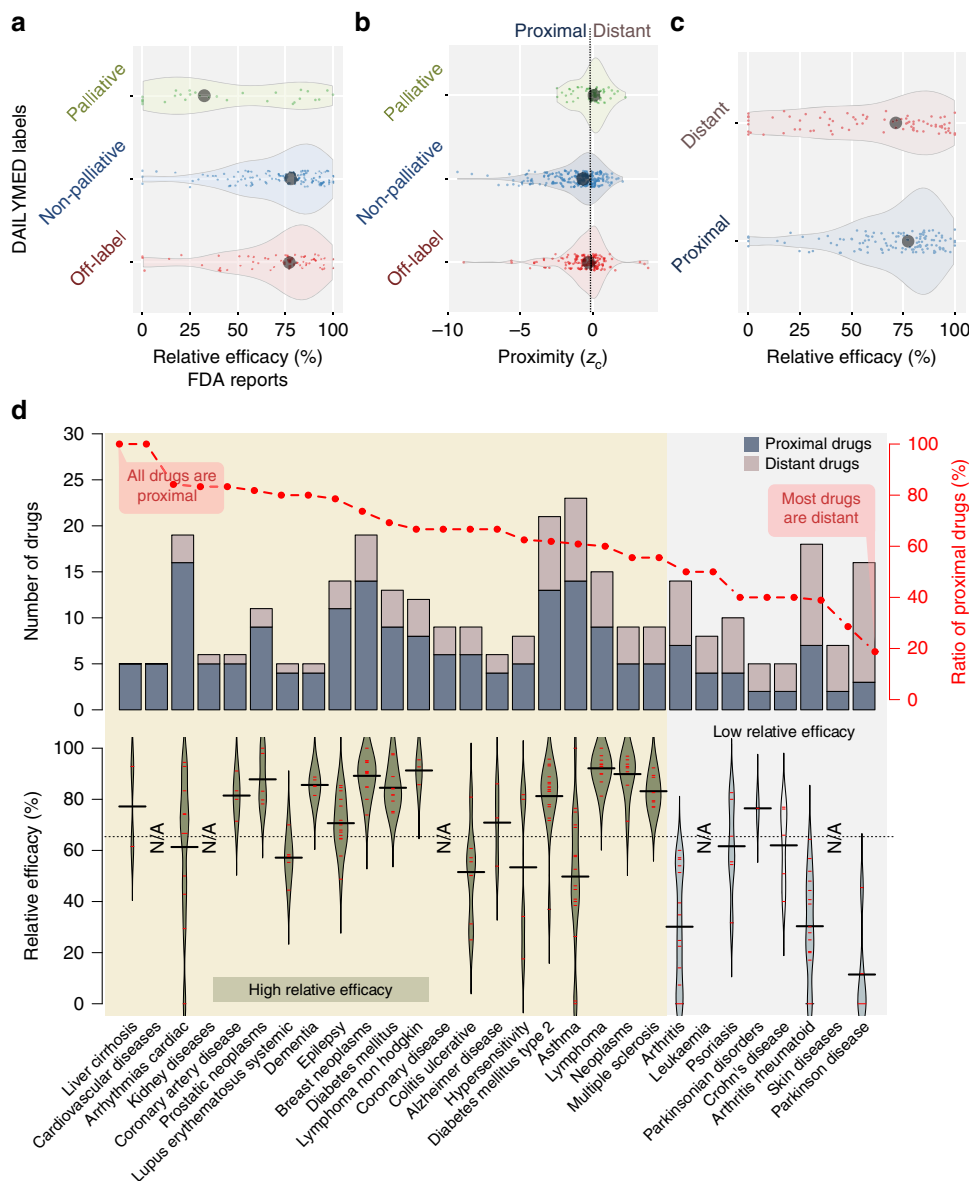 a
DAILYMED labels
Palliative
Non-palliative
Off-label
0 25 50 75 100
Relative efficacy (%)
FDA reports
b
Proximal Distant
Palliative
Non-palliative
Off-label
−10 −5 0
Proximity (zc)
c
Distant
Proximal
0 25 50 75 100
Relative efficacy (%)
d
Number of drugs
30
25
20
15
10
5
0
All drugs are
proximal
Proximal drugs
Distant drugs
Most drugs
are distant
100
80
60
40
20
0
Ratio of proximal drugs (%)
Relative efficacy (%)
100
80
60
40
20
0
N/A
N/A
N/A
N/A
N/A
Low relative efficacy
High relative efficacy
Liver cirrhosis
Cardiovascular diseases
Arrhythmias cardiac
Kidney diseases
Coronary artery disease
Prostatic neoplasms
Lupus erythematosus systemic
Dementia
Epilepsy
Breast neoplasms
Diabetes mellitus
Lymphoma non hodgkin
Coronary disease
Colitis ulcerative
Alzheimer disease
Hypersensitivity
Diabetes mellitus type 2
Asthma
Lymphoma
Neoplasms
Multiple sclerosis
Arthritis
Leukaemia
Psoriasis
Parkinsonian disorders
Crohn's disease
Arthritis rheumatoid
Skin diseases
Parkinson disease